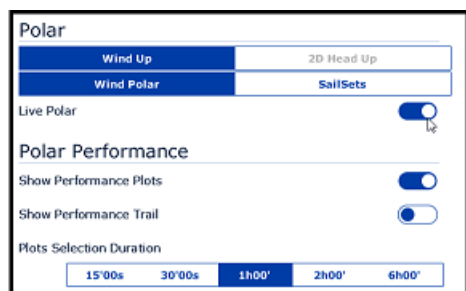 Polar
Wind Up 2D Head Up
Wind Polar SailSets
Live Polar
Polar Performance
Show Performance Plots
Show Performance Trail
Plots Selection Duration
15'00s 30'00s 1h00' 2h00' 6h00'